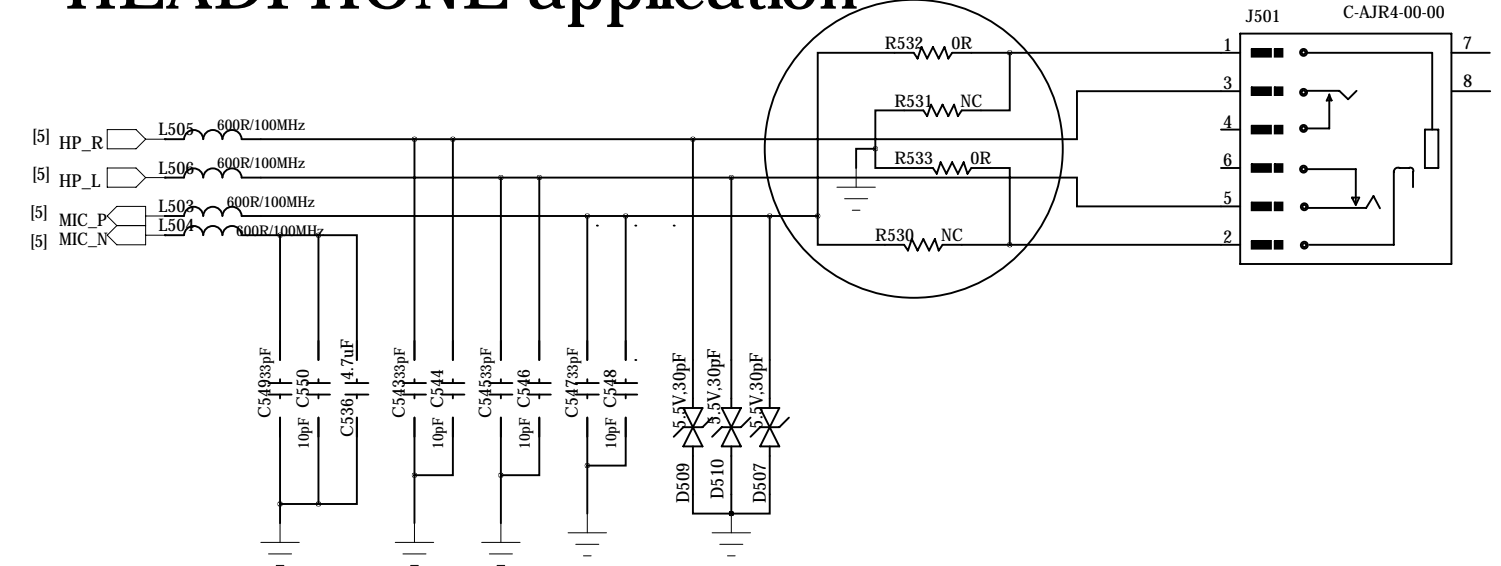 HEADPHONE application
J501 C-AJR4-00-00
R532 0R
1
7
R531 NC
3
8
[5] HP_R L505 600R/100MHz
4
[5] HP_L L506 600R/100MHz
R533 0R
6
[5] MIC_P L503 600R/100MHz
5
[5] MIC_N L504 600R/100MHz
R530 NC
2
C549 33pF
C550 10pF
C536 4.7uF
C543 33pF
C544 10pF
C545 33pF
C546 10pF
C547 33pF
C548 10pF
5.5V,30pF D509
5.5V,30pF D510
5.5V,30pF D507